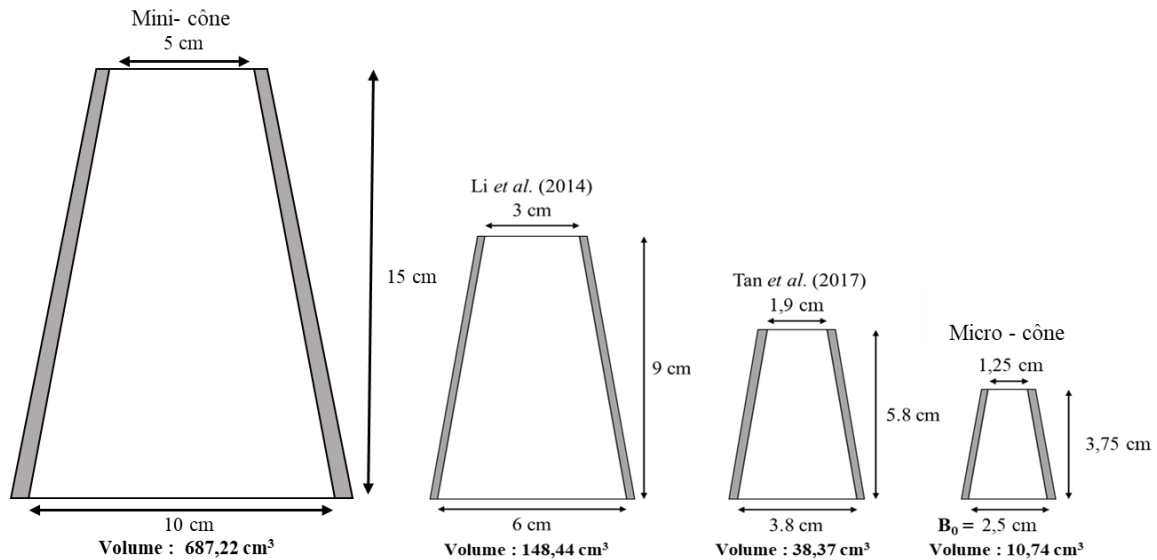 Mini- cône
5 cm
15 cm
10 cm
Volume : 687,22 cm³
Li et al. (2014)
3 cm
9 cm
6 cm
Volume : 148,44 cm³
Tan et al. (2017)
1,9 cm
5.8 cm
3.8 cm
Volume : 38,37 cm³
Micro - cône
1,25 cm
3,75 cm
B₀ = 2,5 cm
Volume : 10,74 cm³